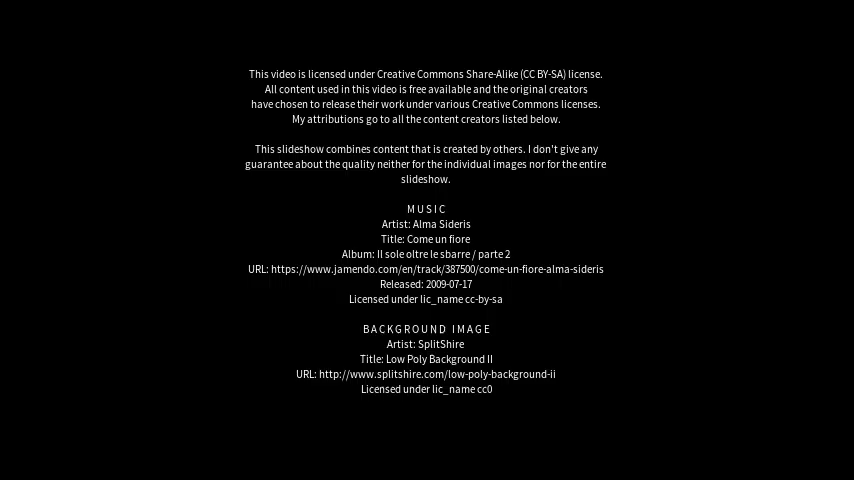 This video is licensed under Creative Commons Share-Alike (CC BY-SA) license.
All content used in this video is free available and the original creators
have chosen to release their work under various Creative Commons licenses.
My attributions go to all the content creators listed below.
This slideshow combines content that is created by others. I don't give any
guarantee about the quality neither for the individual images nor for the entire
slideshow.
MUSIC
Artist: Alma Sideris
Title: Come un fiore
Album: Il sole oltre le sbarre / parte 2
URL: https://www.jamendo.com/en/track/387500/come-un-fiore-alma-sideris
Released: 2009-07-17
Licensed under lic_name cc-by-sa
BACKGROUND IMAGE
Artist: SplitShire
Title: Low Poly Background II
URL: http://www.splitshire.com/low-poly-background-ii
Licensed under lic_name cc0